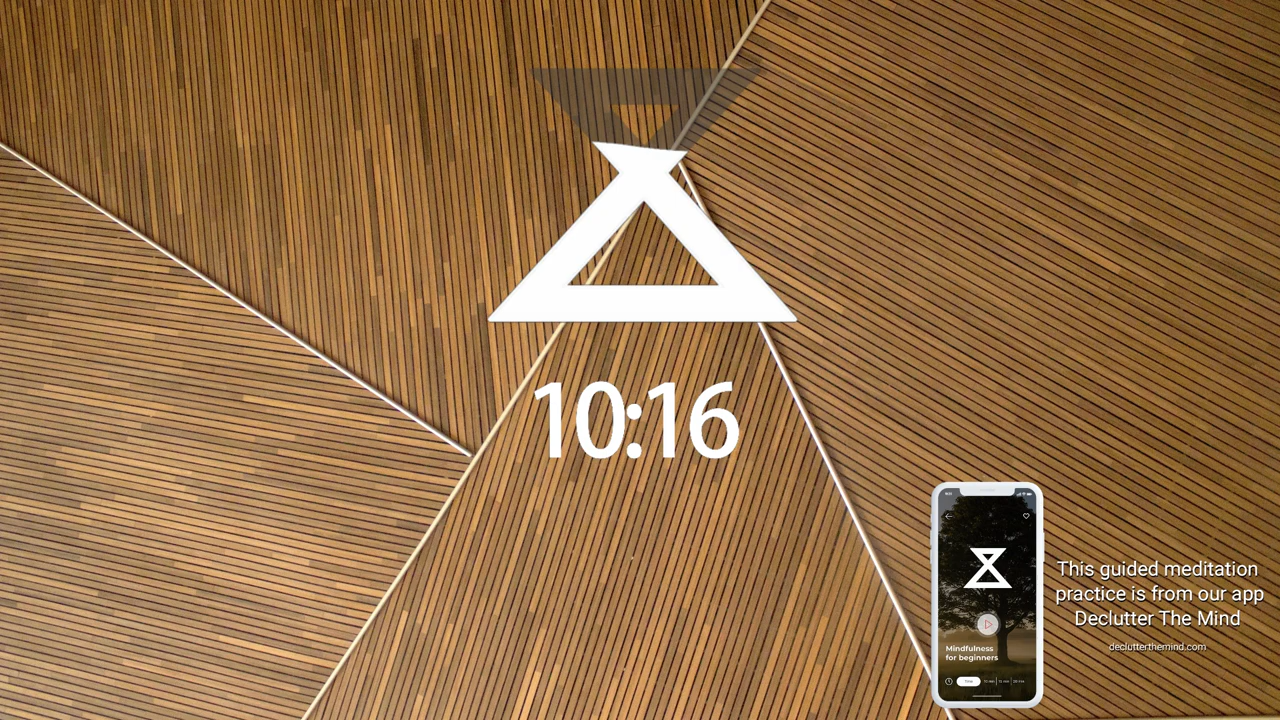 10:16
This guided meditation
practice is from our app
Declutter The Mind
declutterthemind.com
Mindfulness
for beginners